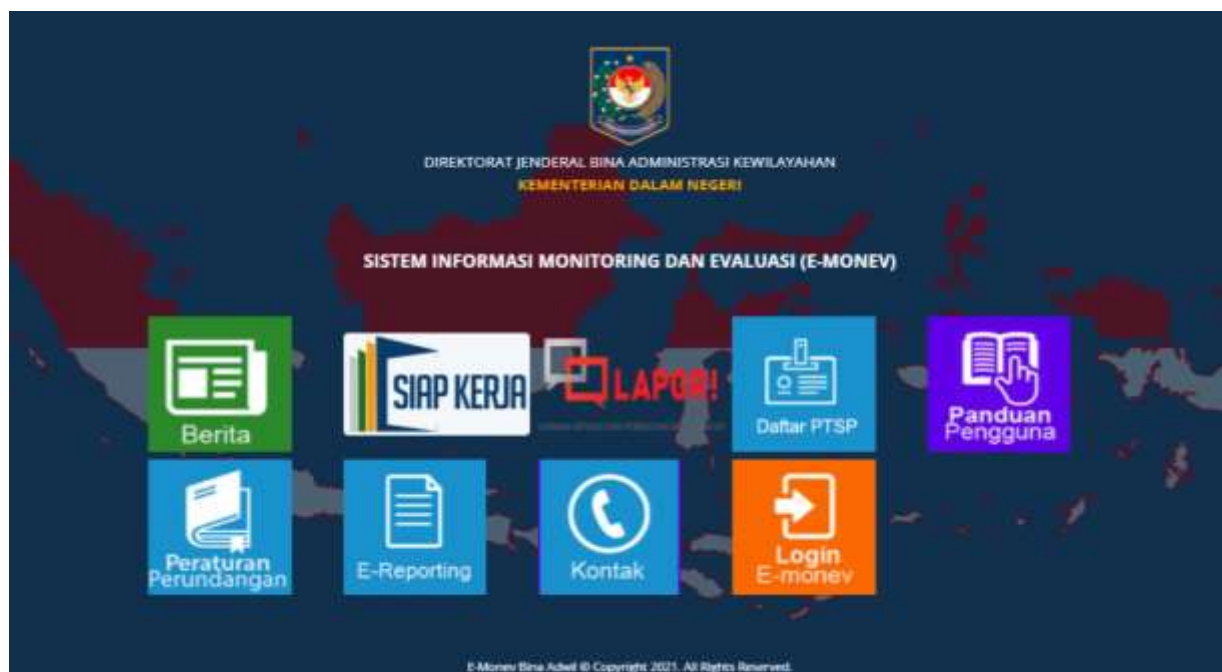 DIREKTORAT JENDERAL BINA ADMINISTRASI KEWILAYAHAN
KEMENTERIAN DALAM NEGERI
SISTEM INFORMASI MONITORING DAN EVALUASI (E-MONEV)
Berita
SIAP KERJA
LAPOR!
Daftar PTSP
Panduan
Pengguna
Peraturan
Perundangan
E-Reporting
Kontak
Login
E-monev
E-Monev Bina Adwil © Copyright 2021. All Rights Reserved.